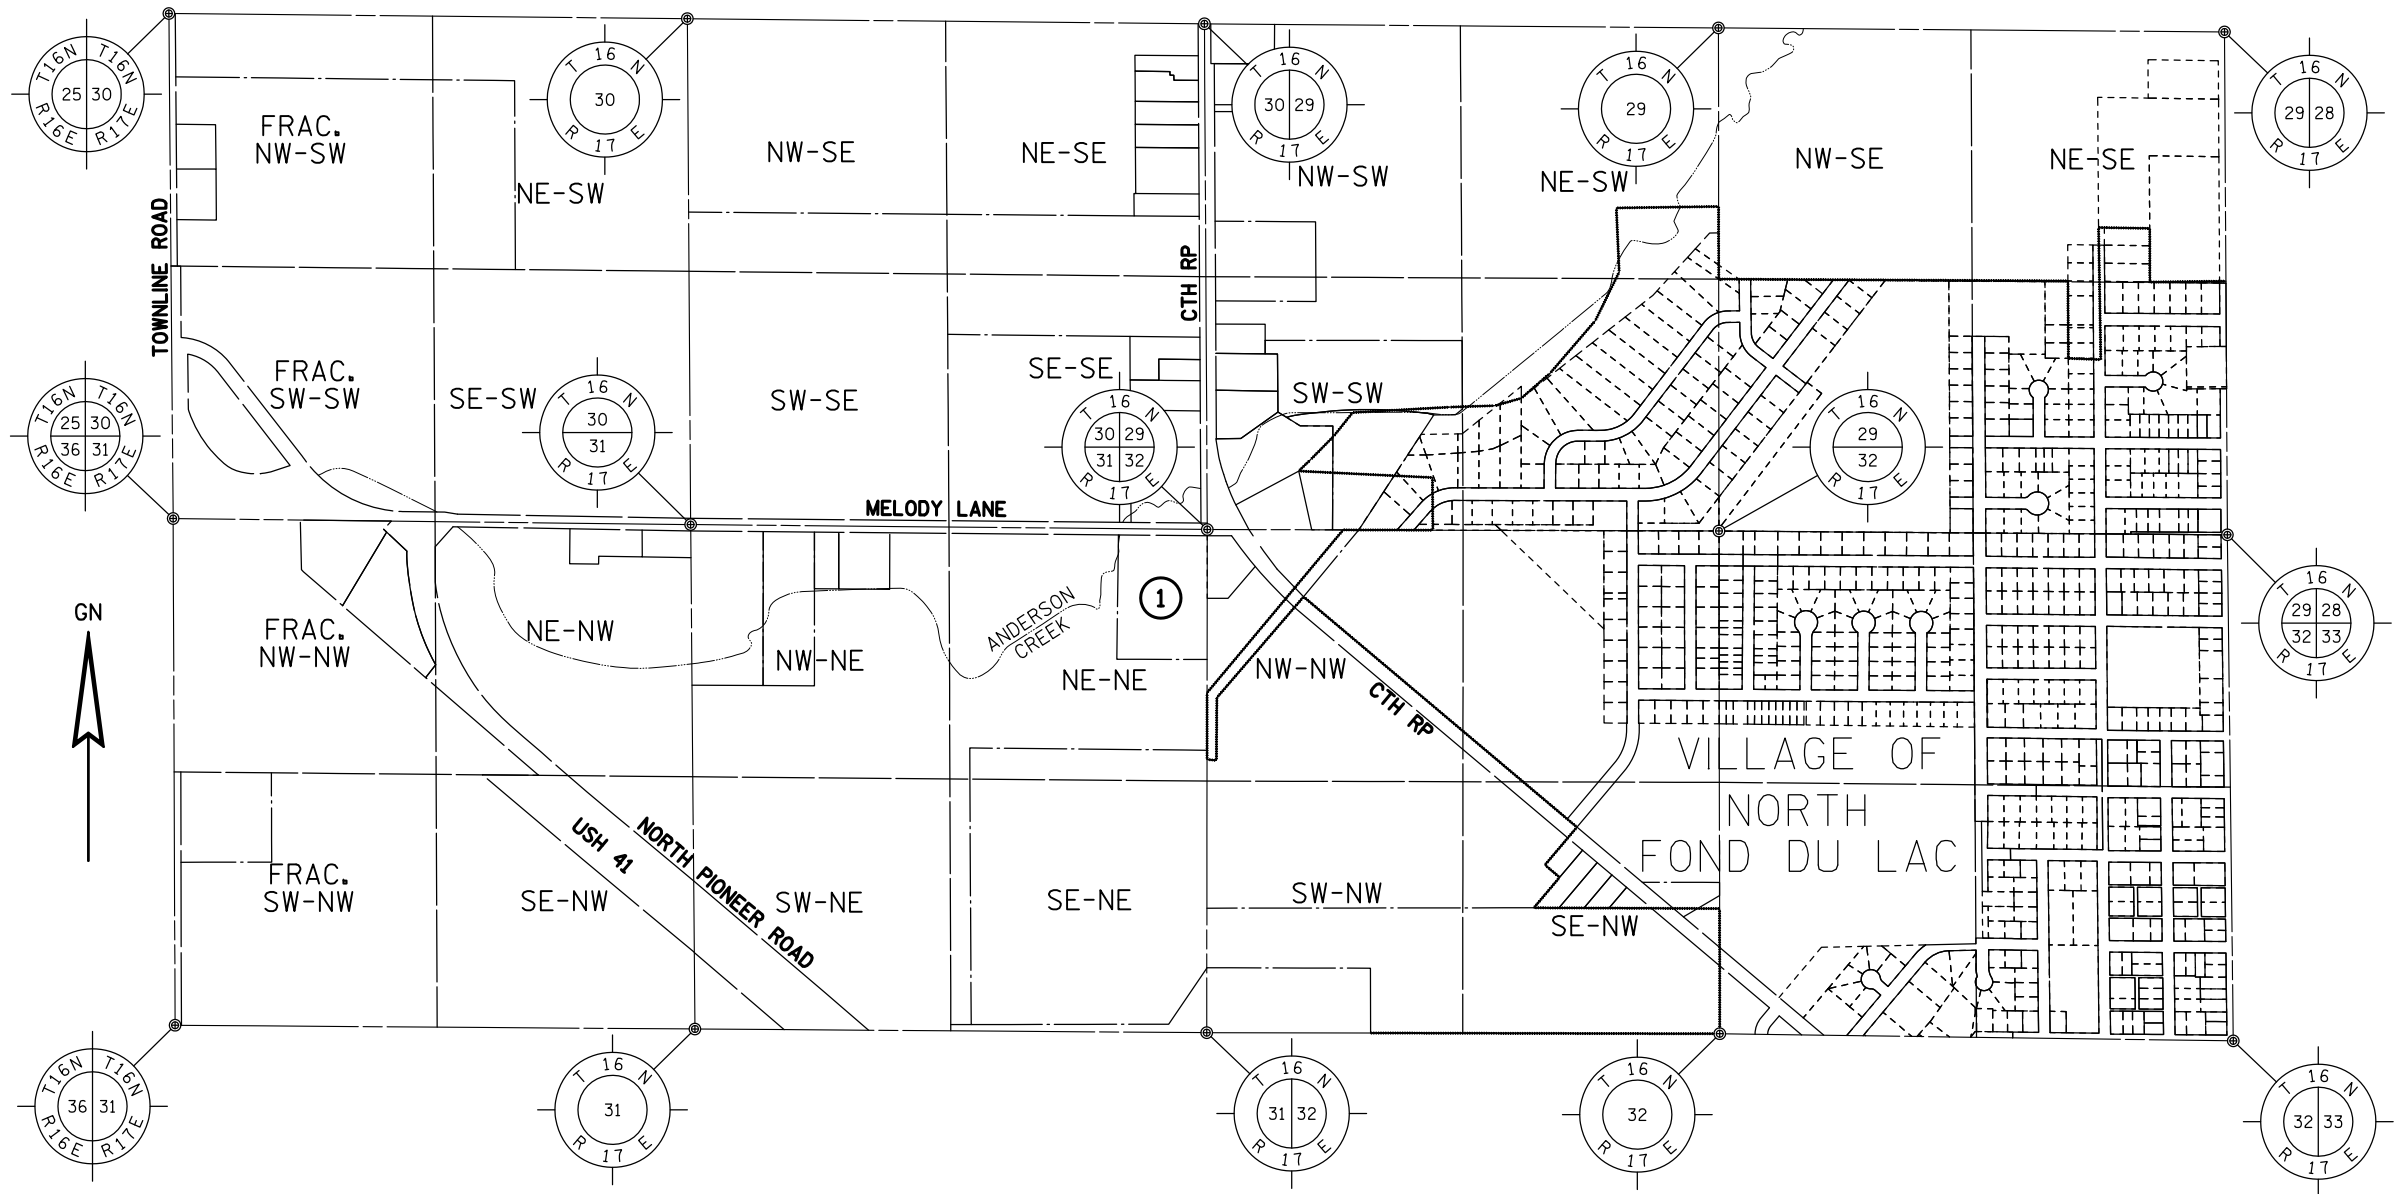 T16N T16N
25 30
R16E R17E
T 16 N
30
R 17 E
T 16 N
30 29
R 17 E
T 16 N
29
R 17 E
T 16 N
29 28
R 17 E
FRAC.
NW-SW
NE-SW
NW-SE
NE-SE
NW-SW
NE-SW
NW-SE
NE-SE
TOWNLINE ROAD
CTH RP
FRAC.
SW-SW
SE-SW
SW-SE
SE-SE
SW-SW
T16N T16N
25 30
36 31
R16E R17E
T 16 N
30
31
R 17 E
T 16 N
30 29
31 32
R 17 E
T 16 N
29
32
R 17 E
MELODY LANE
T 16 N
29 28
32 33
R 17 E
GN
1
ANDERSON
CREEK
FRAC.
NW-NW
NE-NW
NW-NE
NE-NE
NW-NW
CTH RP
VILLAGE OF
NORTH
FOND DU LAC
USH 41
NORTH PIONEER ROAD
FRAC.
SW-NW
SE-NW
SW-NE
SE-NE
SW-NW
SE-NW
T16N T16N
36 31
R16E R17E
T 16 N
31
R 17 E
T 16 N
31 32
R 17 E
T 16 N
32
R 17 E
T 16 N
32 33
R 17 E